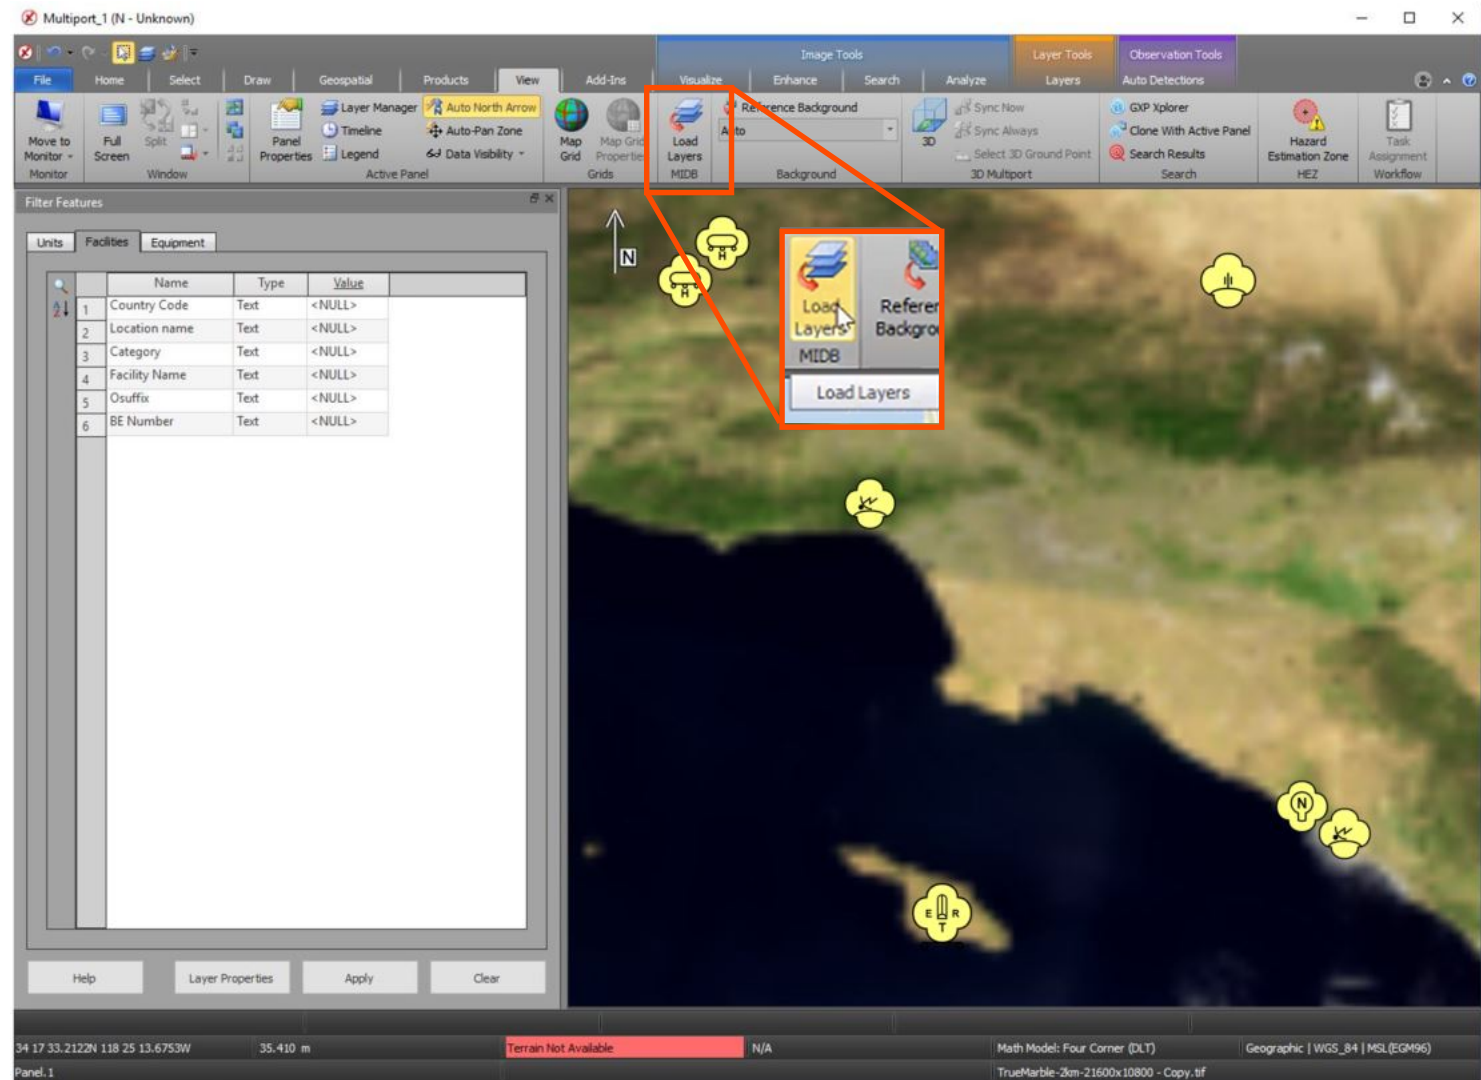 Multiport_1 (N - Unknown)
Image Tools
Layer Tools
Observation Tools
File Home Select Draw Geospatial Products View Add-Ins Visualize Enhance Search Analyze Layers Auto Detections
Move to Monitor
Full Screen
Split
Panel Properties
Layer Manager
Timeline
Legend
Auto North Arrow
Auto-Pan Zone
Data Visibility
Map Grid
Map Grid Properties
Load Layers
Reference Background
Auto
3D
Sync Now
Sync Always
Select 3D Ground Point
GXP Xplorer
Clone With Active Panel
Search Results
Hazard Estimation Zone
Task Assignment
Monitor Window Active Panel Grids MIDB Background 3D Multiport Search HEZ Workflow
Filter Features
Units Facilities Equipment
Name Type Value
1 Country Code Text <NULL>
2 Location name Text <NULL>
3 Category Text <NULL>
4 Facility Name Text <NULL>
5 Osuffix Text <NULL>
6 BE Number Text <NULL>
N
H
H
Load
Layers
Referen
Backgrou
MIDB
Load Layers
N
E R
T
Help Layer Properties Apply Clear
34 17 33.2122N 118 25 13.6753W 35.410 m Terrain Not Available N/A Math Model: Four Corner (DLT) Geographic | WGS_84 | MSL(EGM96)
Panel.1 TrueMarble-2km-21600x10800 - Copy.tif